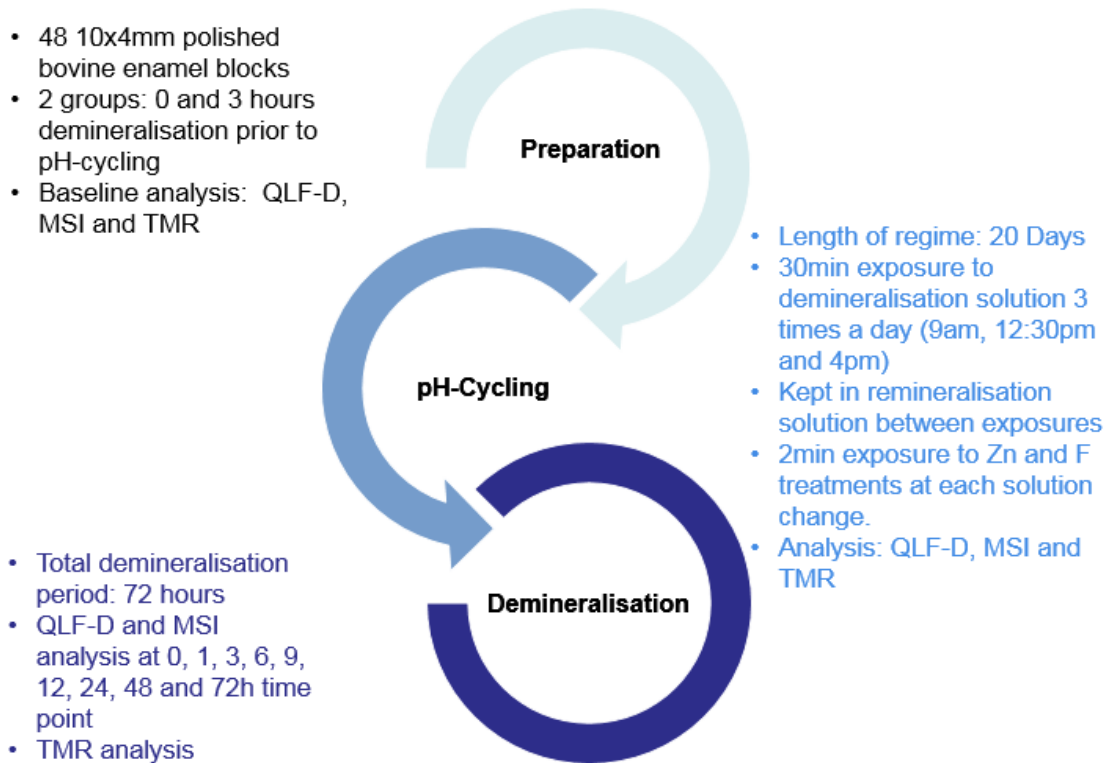 • 48 10x4mm polished
bovine enamel blocks
• 2 groups: 0 and 3 hours
demineralisation prior to
pH-cycling
• Baseline analysis: QLF-D,
MSI and TMR
Preparation
• Length of regime: 20 Days
• 30min exposure to
demineralisation solution 3
times a day (9am, 12:30pm
and 4pm)
• Kept in remineralisation
solution between exposures
• 2min exposure to Zn and F
treatments at each solution
change.
• Analysis: QLF-D, MSI and
TMR
pH-Cycling
• Total demineralisation
period: 72 hours
• QLF-D and MSI
analysis at 0, 1, 3, 6, 9,
12, 24, 48 and 72h time
point
• TMR analysis
Demineralisation